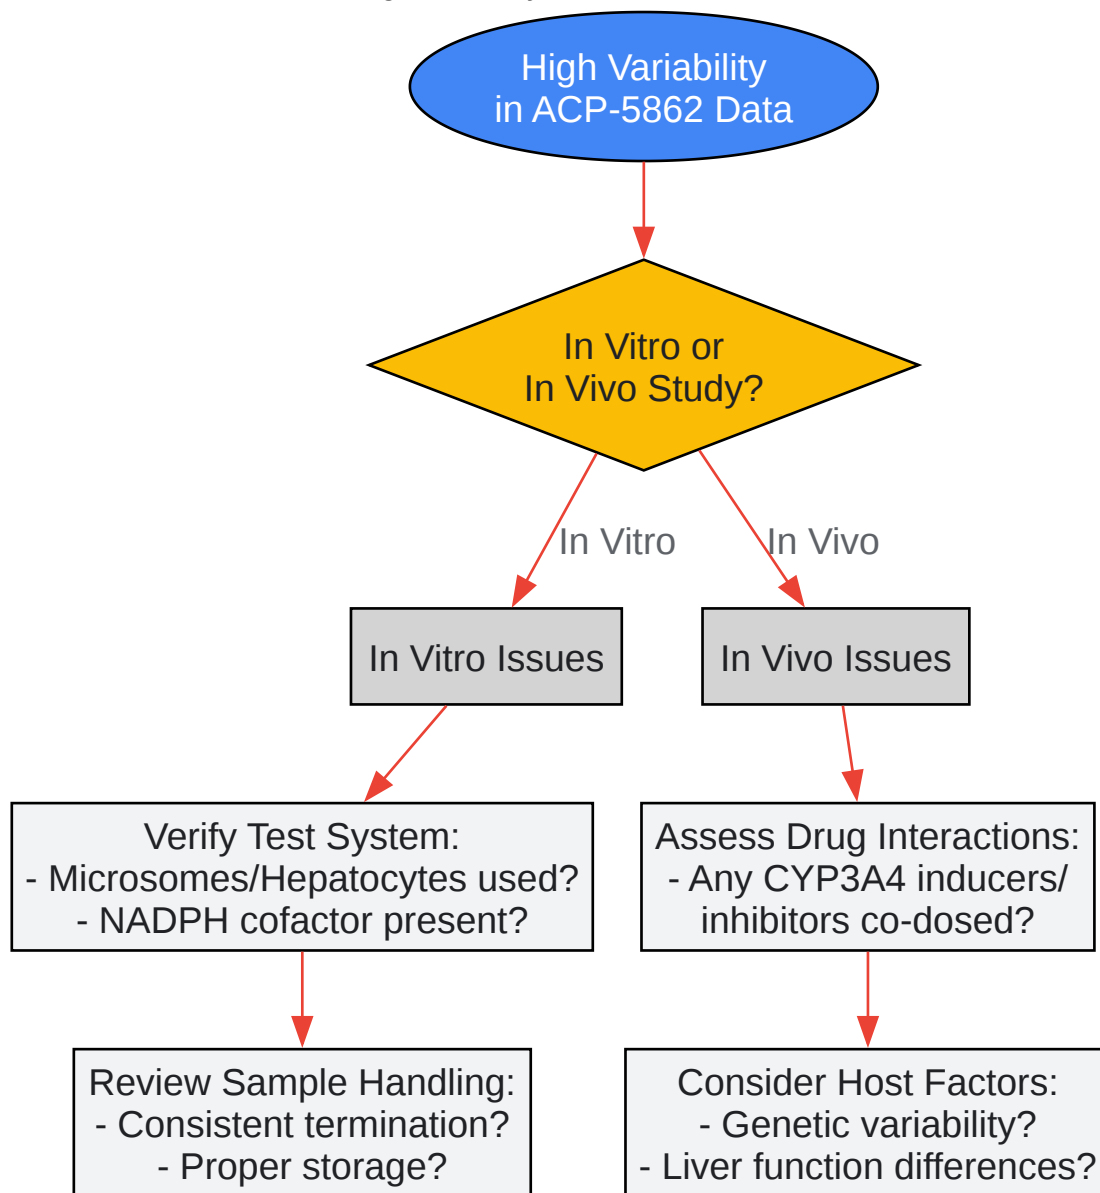 High Variability
in ACP-5862 Data
In Vitro or
In Vivo Study?
In Vitro
In Vivo
In Vitro Issues
In Vivo Issues
Verify Test System:
- Microsomes/Hepatocytes used?
- NADPH cofactor present?
Assess Drug Interactions:
- Any CYP3A4 inducers/
inhibitors co-dosed?
Review Sample Handling:
- Consistent termination?
- Proper storage?
Consider Host Factors:
- Genetic variability?
- Liver function differences?